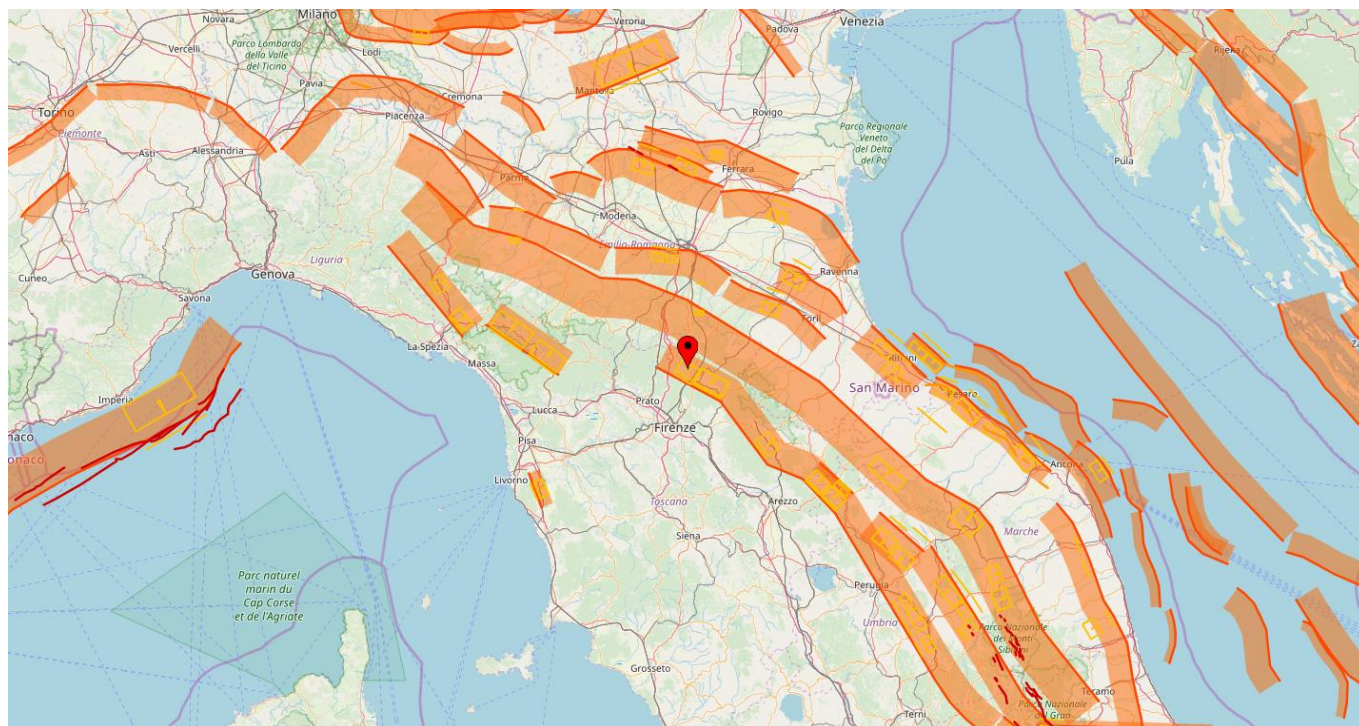 Novara
Milano
Verona
Venezia
Padova
Vercelli
Parco Lombardo
della Valle
del Ticino
Lodi
Rijeka
Pavia
Mantova
Cremona
Rovigo
Torino
Piemonte
Piacenza
Parco Regionale
Veneto
del Delta
del Po
Asti
Alessandria
Pula
Ferrara
Parma
Modena
Emilia-Romagna
Liguria
Genova
Ravenna
Cuneo
Savona
Forlì
La Spezia
Massa
Rimini
San Marino
Imperia
Pesaro
Prato
Lucca
Firenze
Pisa
Ancona
Livorno
Arezzo
Toscana
Siena
Marche
Parc naturel
marin du
Cap Corse
et de l'Agriate
Perugia
Umbria
Parco Nazionale
dei Monti
Sibillini
Grosseto
Teramo
Parco Nazionale
del Gran
Terni